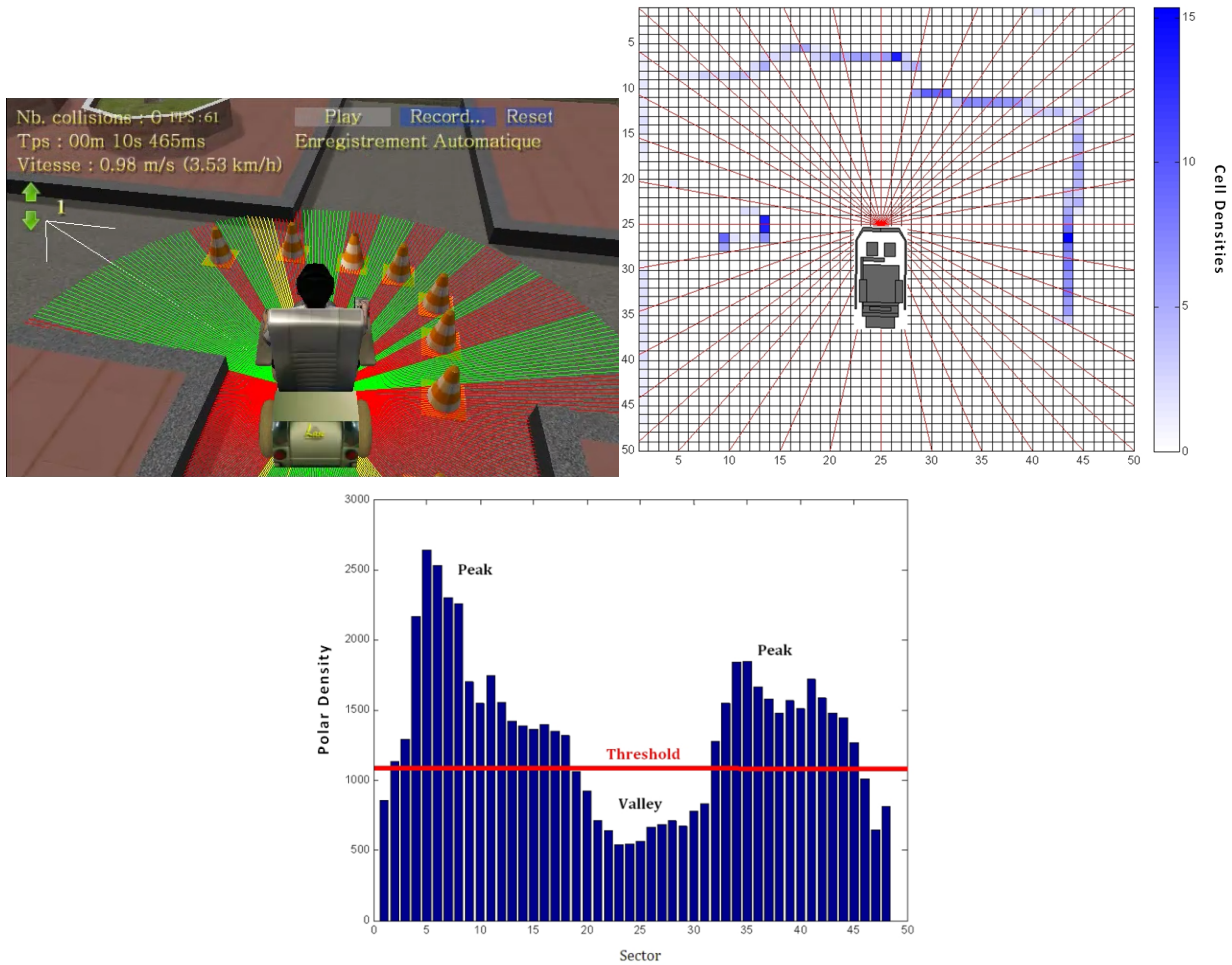 Nb. collisions : 0 FPS:61
Tps : 00m 10s 465ms
Vitesse : 0.98 m/s (3.53 km/h)
Play Record... Reset
Enregistrement Automatique
1
5
10
15
20
25
30
35
40
45
50
5 10 15 20 25 30 35 40 45 50
15
10
5
0
Cell Densities
3000
2500
2000
1500
1000
500
0
Polar Density
Peak
Peak
Threshold
Valley
0 5 10 15 20 25 30 35 40 45 50
Sector